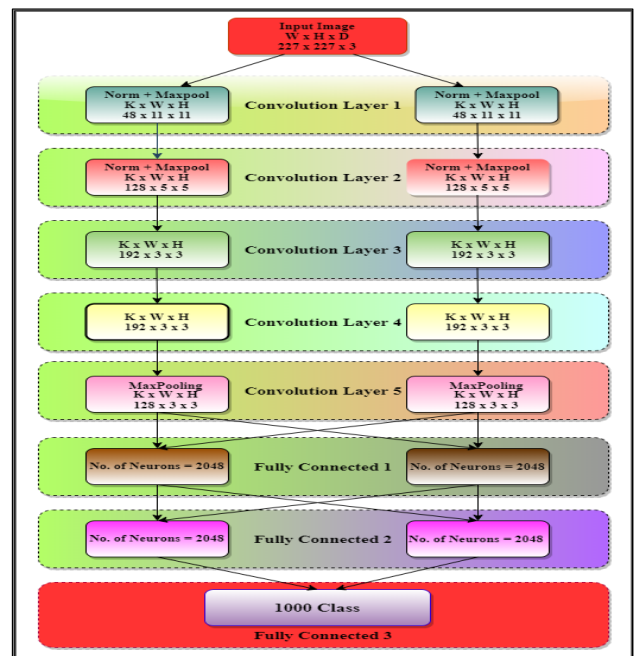 Input Image
W x H x D
227 x 227 x 3
Norm + Maxpool
K x W x H
48 x 11 x 11
Convolution Layer 1
Norm + Maxpool
K x W x H
48 x 11 x 11
Norm + Maxpool
K x W x H
128 x 5 x 5
Convolution Layer 2
Norm + Maxpool
K x W x H
128 x 5 x 5
K x W x H
192 x 3 x 3
Convolution Layer 3
K x W x H
192 x 3 x 3
K x W x H
192 x 3 x 3
Convolution Layer 4
K x W x H
192 x 3 x 3
MaxPooling
K x W x H
128 x 3 x 3
Convolution Layer 5
MaxPooling
K x W x H
128 x 3 x 3
No. of Neurons = 2048
Fully Connected 1
No. of Neurons = 2048
No. of Neurons = 2048
Fully Connected 2
No. of Neurons = 2048
1000 Class
Fully Connected 3